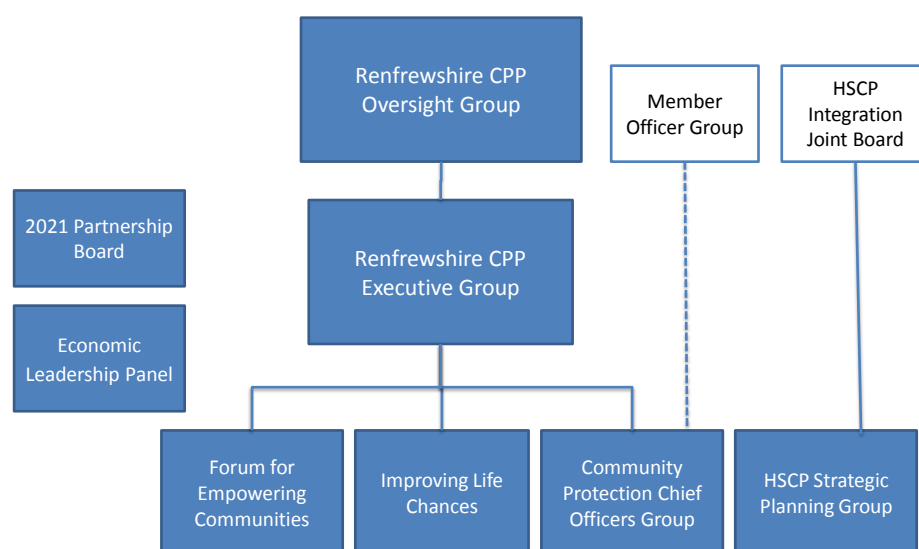 Renfrewshire CPP
Oversight Group
Member
Officer Group
HSCP
Integration
Joint Board
2021 Partnership
Board
Renfrewshire CPP
Executive Group
Economic
Leadership Panel
Forum for
Empowering
Communities
Improving Life
Chances
Community
Protection Chief
Officers Group
HSCP Strategic
Planning Group